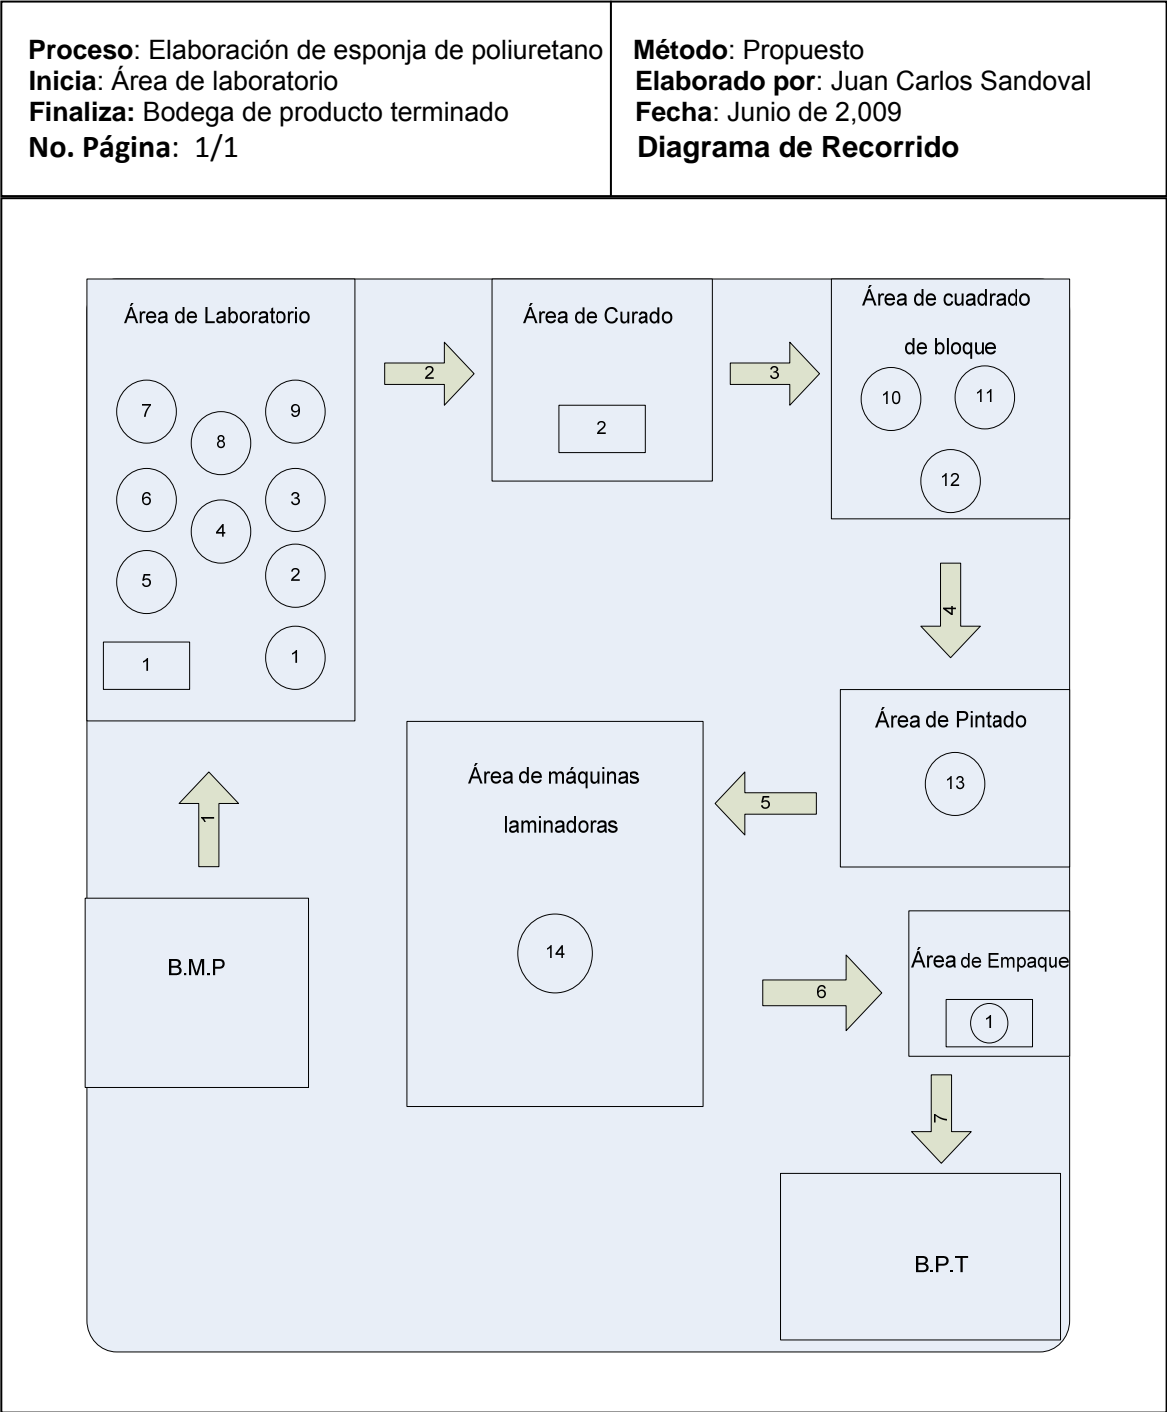 Proceso: Elaboración de esponja de poliuretano
Inicia: Área de laboratorio
Finaliza: Bodega de producto terminado
No. Página: 1/1
Método: Propuesto
Elaborado por: Juan Carlos Sandoval
Fecha: Junio de 2,009
Diagrama de Recorrido
Área de Laboratorio
7
9
8
6
3
4
5
2
1
1
2
Área de Curado
2
3
Área de cuadrado
de bloque
10
11
12
4
Área de Pintado
13
5
Área de máquinas
laminadoras
14
1
B.M.P
6
Área de Empaque
1
7
B.P.T